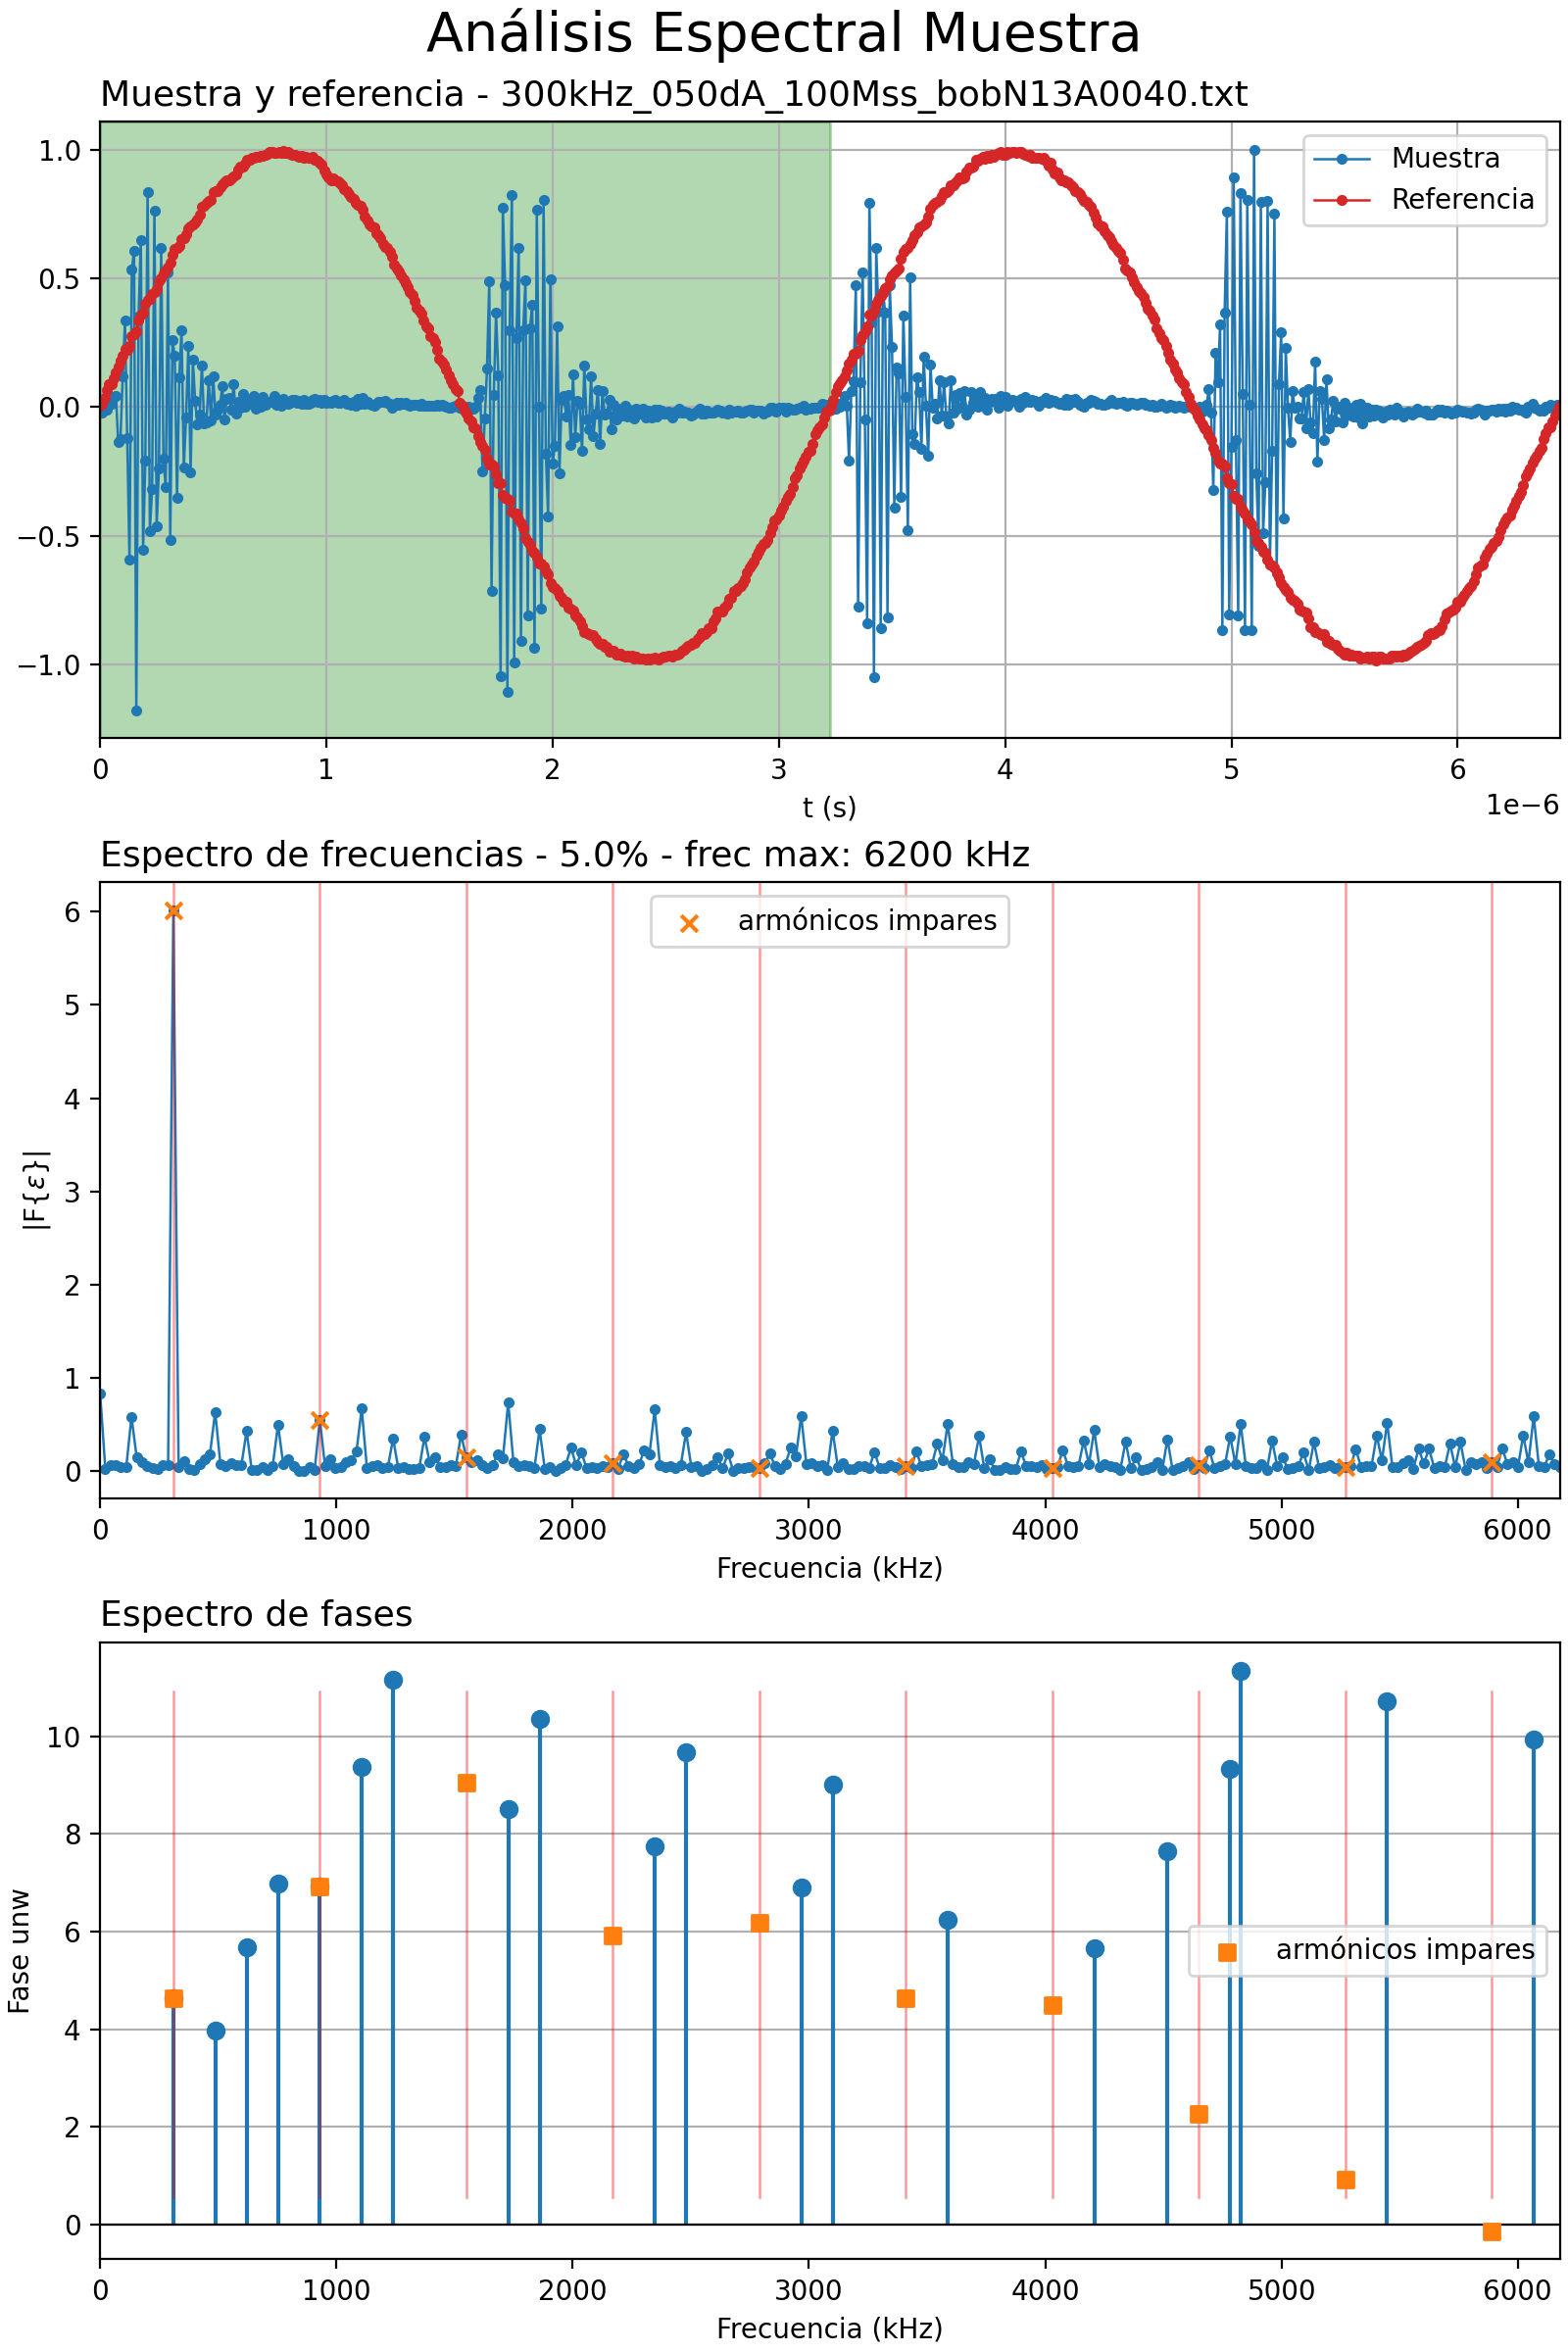 Análisis Espectral Muestra
Muestra y referencia - 300kHz_050dA_100Mss_bobN13A0040.txt
Muestra
Referencia
1.0
0.5
0.0
−0.5
−1.0
0 1 2 3 4 5 6
t (s)
1e−6
Espectro de frecuencias - 5.0% - frec max: 6200 kHz
armónicos impares
6
5
4
3
2
1
0
|F{ε}|
0 1000 2000 3000 4000 5000 6000
Frecuencia (kHz)
Espectro de fases
armónicos impares
10
8
6
4
2
0
Fase unw
0 1000 2000 3000 4000 5000 6000
Frecuencia (kHz)